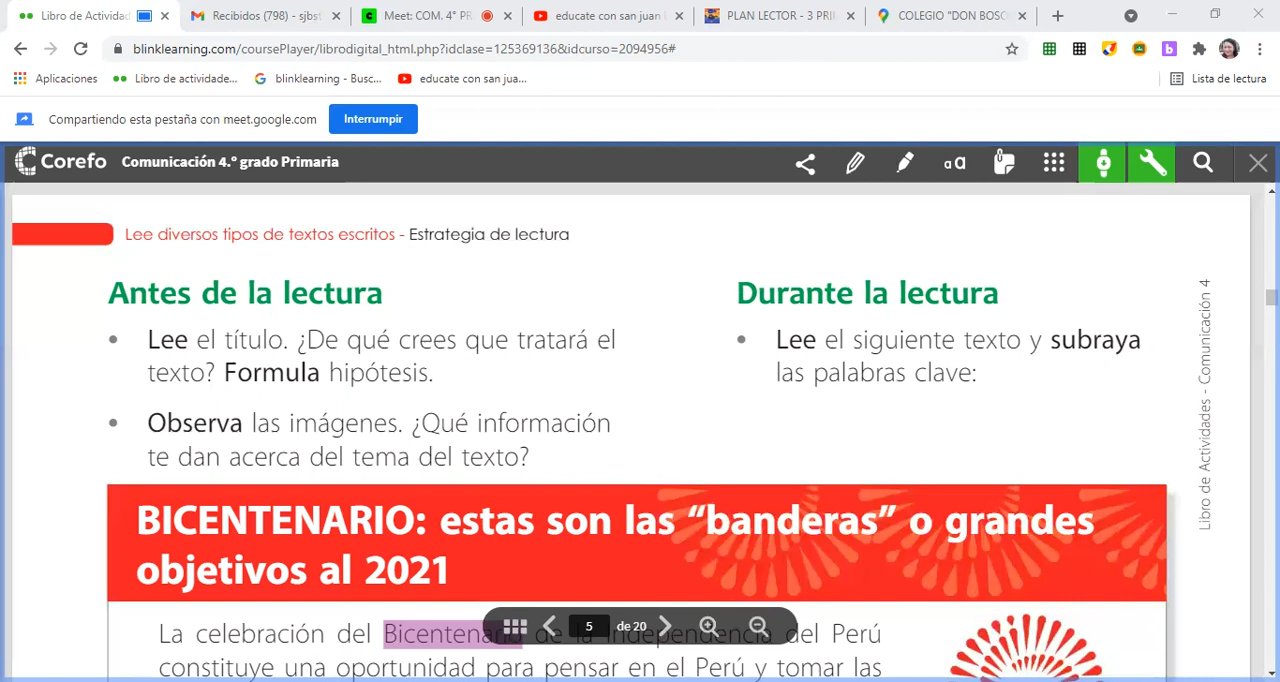 Libro de Actividad
Recibidos (798) - sjbs
Meet: COM. 4° PR
educate con san juan
PLAN LECTOR - 3 PRI
COLEGIO "DON BOSC
blinklearning.com/coursePlayer/librodigital_html.php?idclase=125369136&idcurso=2094956#
Aplicaciones
Libro de actividade...
blinklearning - Busc...
educate con san jua...
Lista de lectura
Compartiendo esta pestaña con meet.google.com
Interrumpir
Corefo
Comunicación 4.º grado Primaria
aA
Lee diversos tipos de textos escritos - Estrategia de lectura
Antes de la lectura
• Lee el título. ¿De qué crees que tratará el
texto? Formula hipótesis.
• Observa las imágenes. ¿Qué información
te dan acerca del tema del texto?
Durante la lectura
• Lee el siguiente texto y subraya
las palabras clave:
Libro de Actividades - Comunicación 4
BICENTENARIO: estas son las “banderas” o grandes
objetivos al 2021
La celebración del Bicentenario de la Independencia del Perú
constituye una oportunidad para pensar en el Perú y tomar las
5 de 20